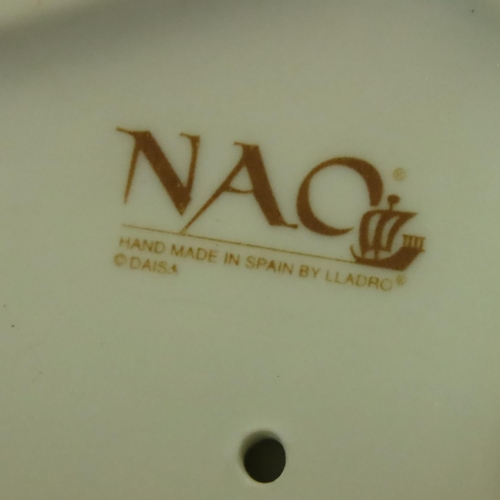 NAO®
HAND MADE IN SPAIN BY LLADRO®
© DAISA